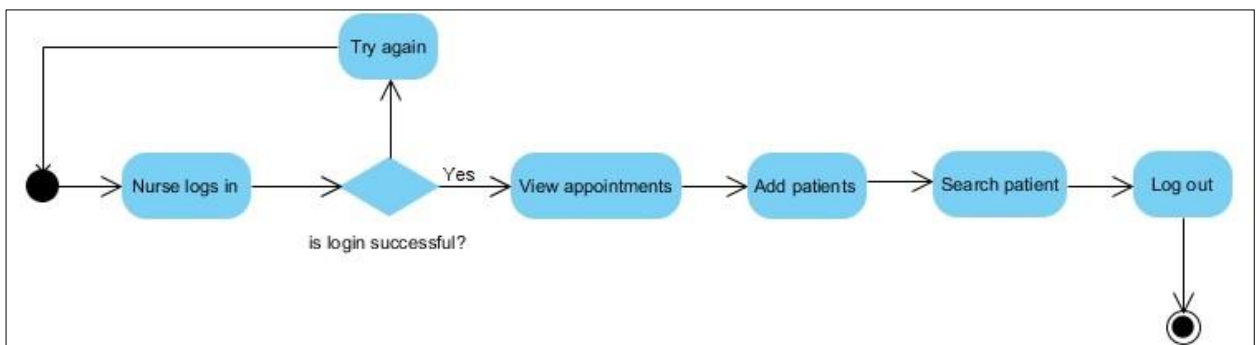 Try again
Nurse logs in
Yes
View appointments
Add patients
Search patient
Log out
is login successful?